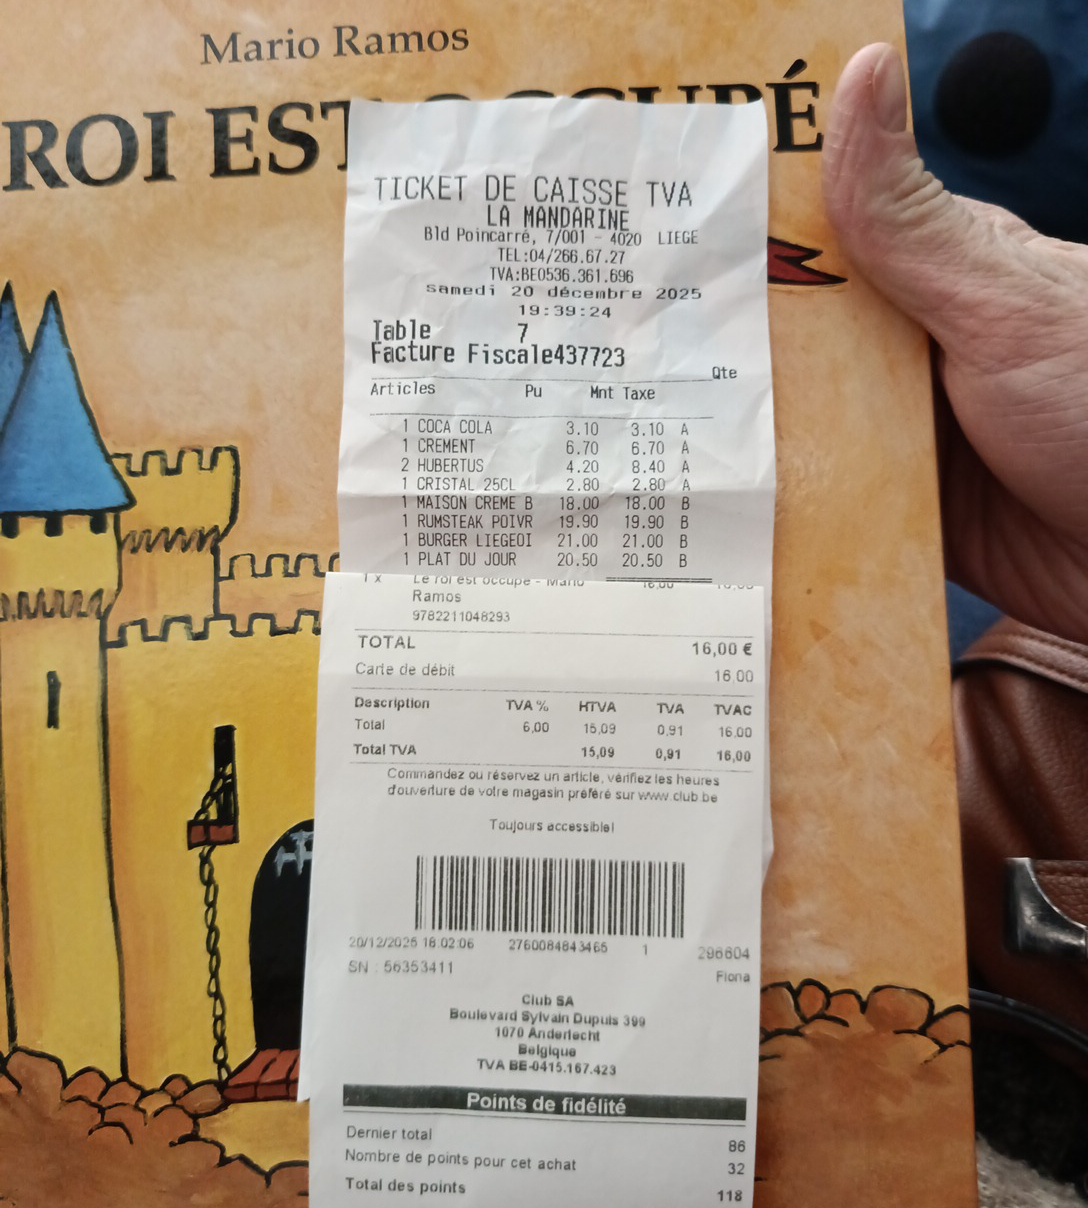 Mario Ramos
ROI EST OCCUPÉ
TICKET DE CAISSE TVA
LA MANDARINE
Bld Poincarré, 7/001 - 4020 LIEGE
TEL:04/266.67.27
TVA:BE0536.361.696
samedi 20 décembre 2025
19:39:24
Table 7
Facture Fiscale437723
Qte
Articles Pu Mnt Taxe
1 COCA COLA 3.10 3.10 A
1 CREMENT 6.70 6.70 A
2 HUBERTUS 4.20 8.40 A
1 CRISTAL 25CL 2.80 2.80 A
1 MAISON CREME B 18.00 18.00 B
1 RUMSTEAK POIVR 19.90 19.90 B
1 BURGER LIEGEOI 21.00 21.00 B
1 PLAT DU JOUR 20.50 20.50 B
1 x Le roi est occupé - Mario 16,00
Ramos
9782211048293
TOTAL 16,00 €
Carte de débit 16,00
Description TVA % HTVA TVA TVAC
Total 6,00 15,09 0,91 16,00
Total TVA 15,09 0,91 16,00
Commandez ou réservez un article, vérifiez les heures
d'ouverture de votre magasin préféré sur www.club.be
Toujours accessible!
20/12/2025 18:02:06 2760084843465 1 296604
SN : 56353411 Fiona
Club SA
Boulevard Sylvain Dupuis 399
1070 Anderlecht
Belgique
TVA BE-0415.167.423
Points de fidélité
Dernier total 86
Nombre de points pour cet achat 32
Total des points 118